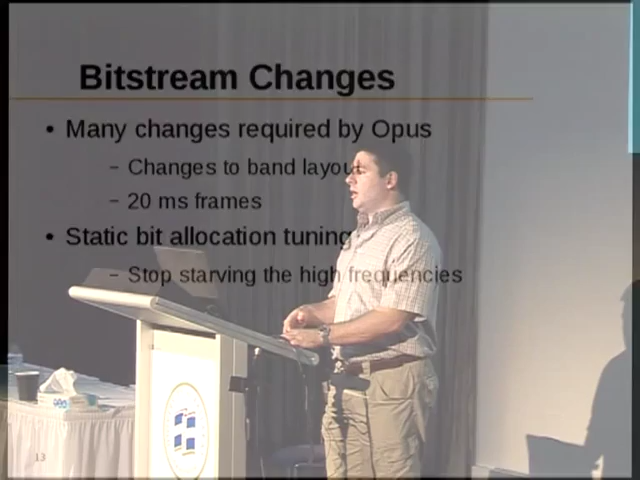 Bitstream Changes
• Many changes required by Opus
– Changes to band layout
– 20 ms frames
• Static bit allocation tuning
– Stop starving the high frequencies
13